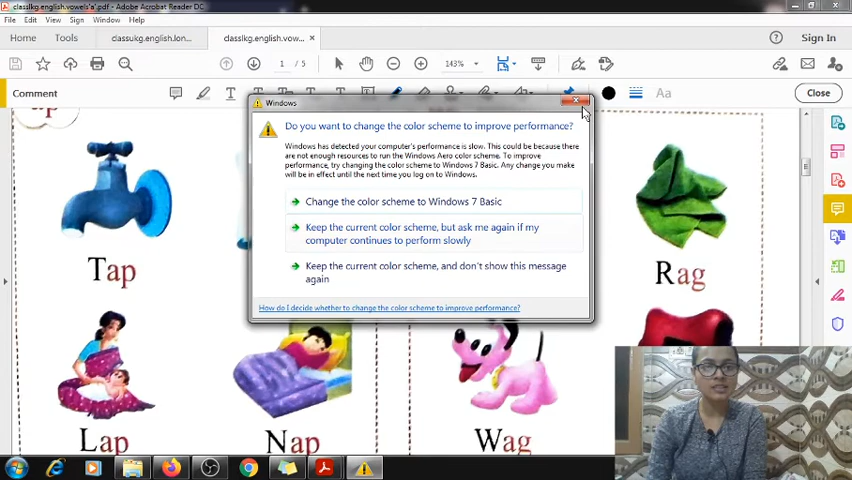 classlkg.english.vowels'a'.pdf - Adobe Acrobat Reader DC
File Edit View Sign Window Help
Home Tools classukg.english.lon... classlkg.english.vow... × Sign In
1 / 5 143%
Comment Aa Close
Windows
Do you want to change the color scheme to improve performance?
Windows has detected your computer's performance is slow. This could be because there
are not enough resources to run the Windows Aero color scheme. To improve
performance, try changing the color scheme to Windows 7 Basic. Any change you make
will be in effect until the next time you log on to Windows.
Change the color scheme to Windows 7 Basic
Keep the current color scheme, but ask me again if my
computer continues to perform slowly
Keep the current color scheme, and don't show this message
again
How do I decide whether to change the color scheme to improve performance?
Tap
Rag
Lap
Nap
Wag